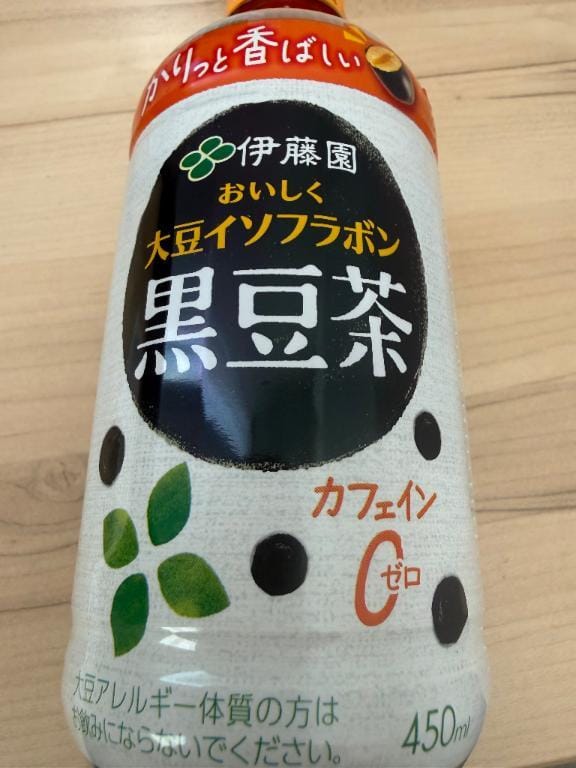 かりっと香ばしい
伊藤園
おいしく
大豆イソフラボン
黒豆茶
カフェイン
0ゼロ
大豆アレルギー体質の方は
お飲みにならないでください。
450ml